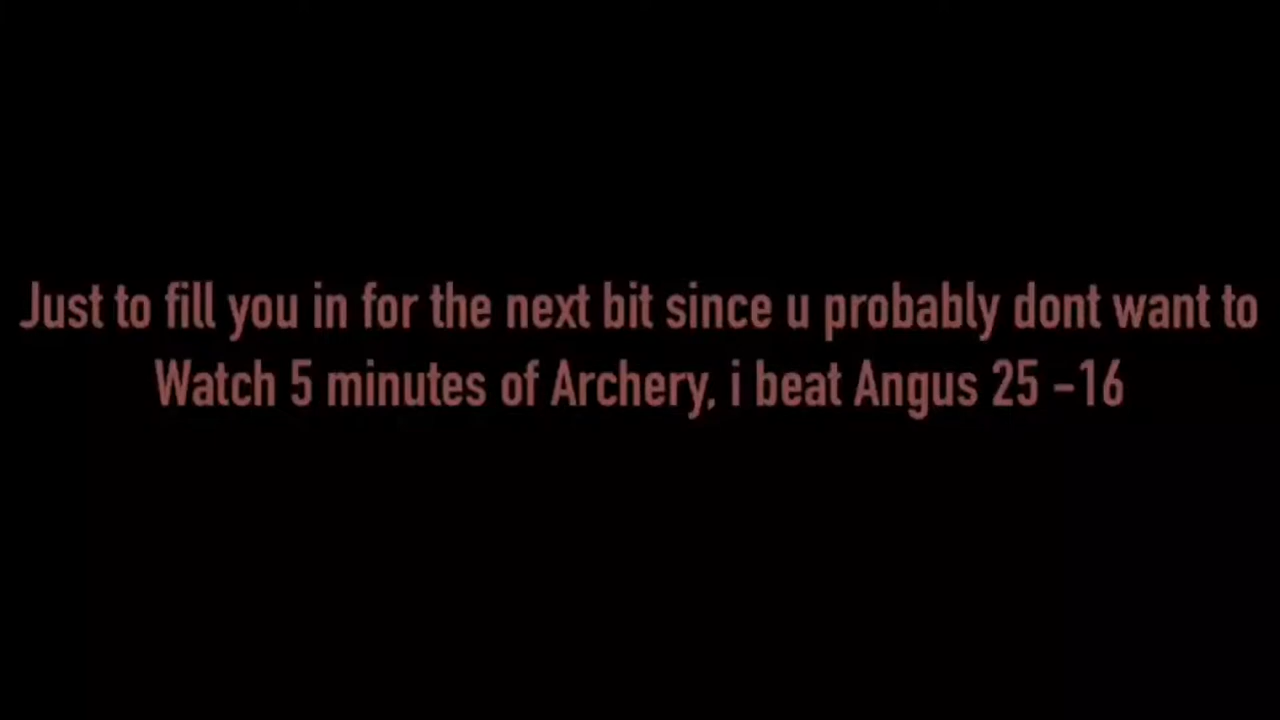 Just to fill you in for the next bit since u probably dont want to
Watch 5 minutes of Archery, i beat Angus 25 -16